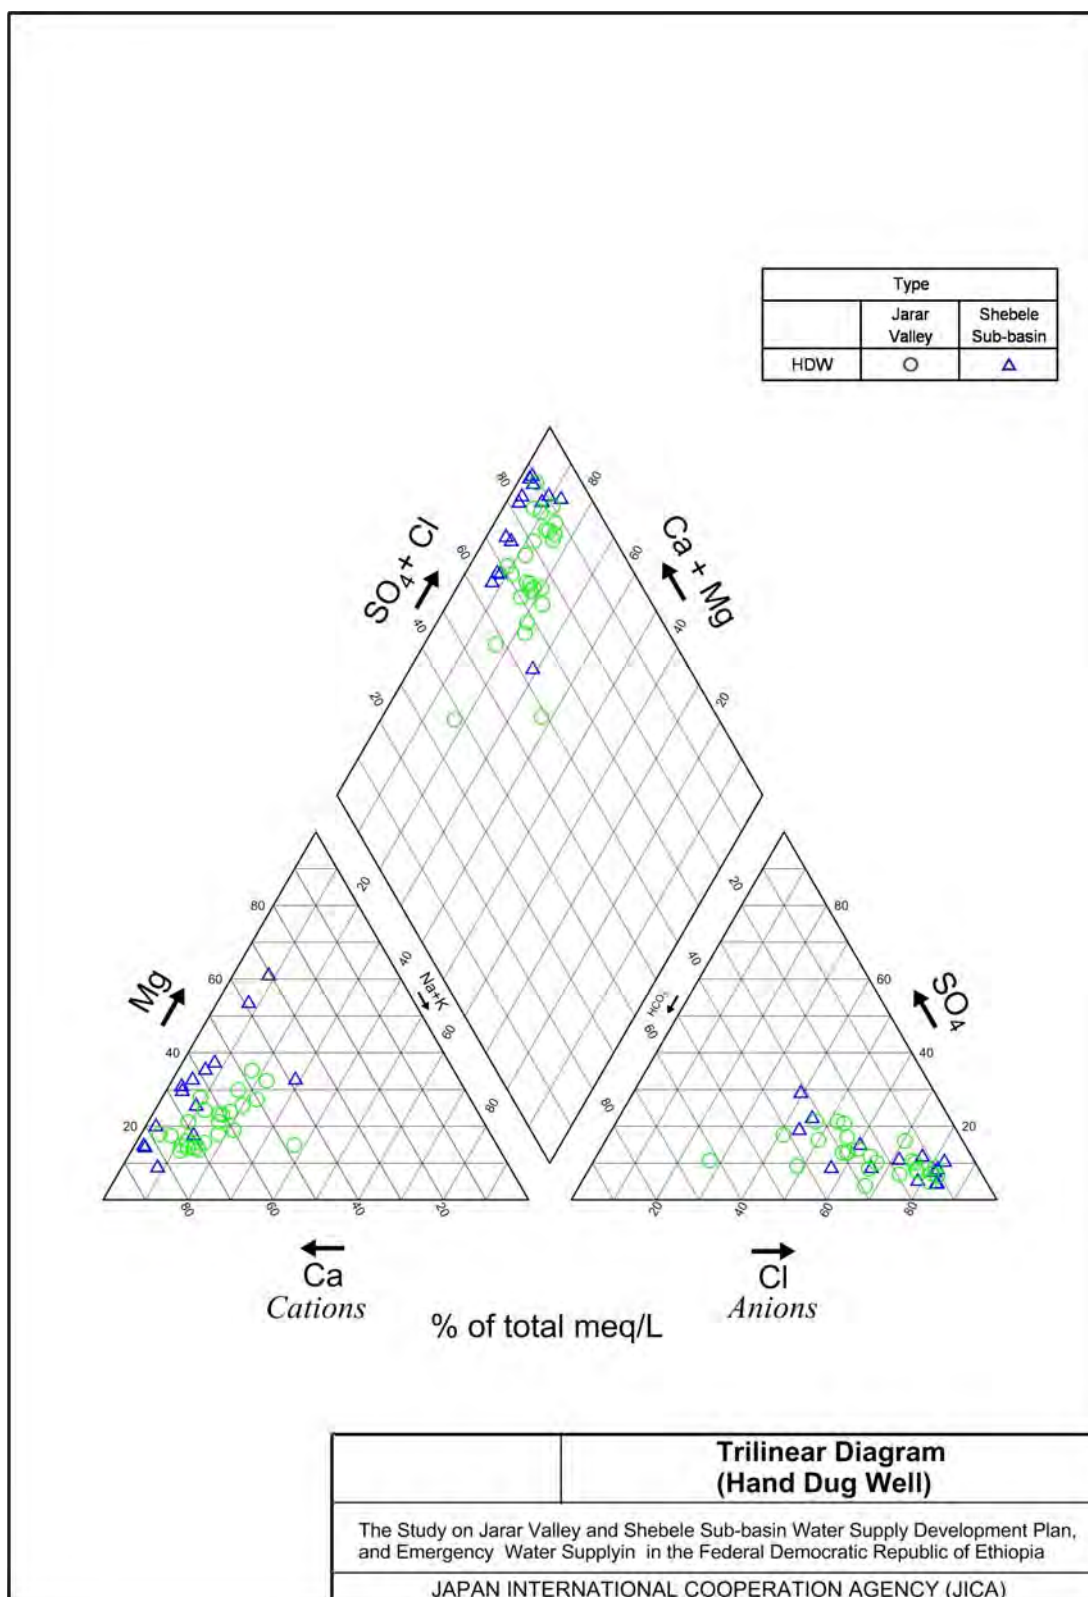 Type
Jarar Valley
Shebele Sub-basin
HDW
80
80
SO4+ Cl
Ca + Mg
60
60
40
40
20
20
20
20
80
80
Mg
SO4
60
60
40
40
Na+K
HCO3
60
60
40
40
80
20
20
80
60
40
20
20
40
60
80
Ca
Cl
Cations
Anions
% of total meq/L
Trilinear Diagram
(Hand Dug Well)
The Study on Jarar Valley and Shebele Sub-basin Water Supply Development Plan,
and Emergency Water Supplyin in the Federal Democratic Republic of Ethiopia
JAPAN INTERNATIONAL COOPERATION AGENCY (JICA)